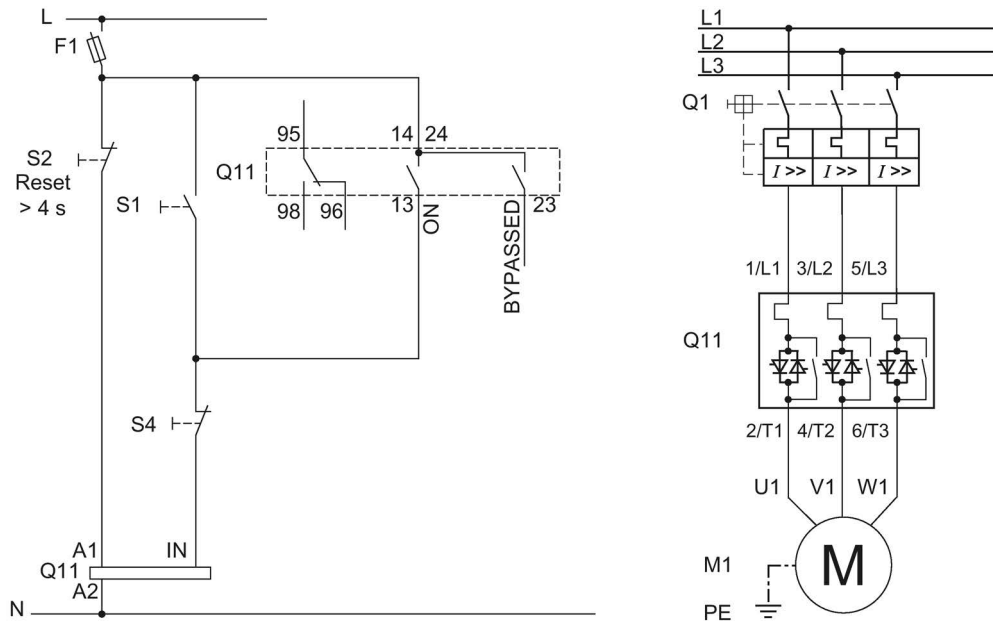 L
F1
S2
Reset
> 4 s
S1
Q11
95
14
24
98
96
13
ON
23
BYPASSED
S4
A1
IN
Q11
A2
N
L1
L2
L3
Q1
I >>
I >>
I >>
1/L1
3/L2
5/L3
Q11
2/T1
4/T2
6/T3
U1
V1
W1
M1
M
PE